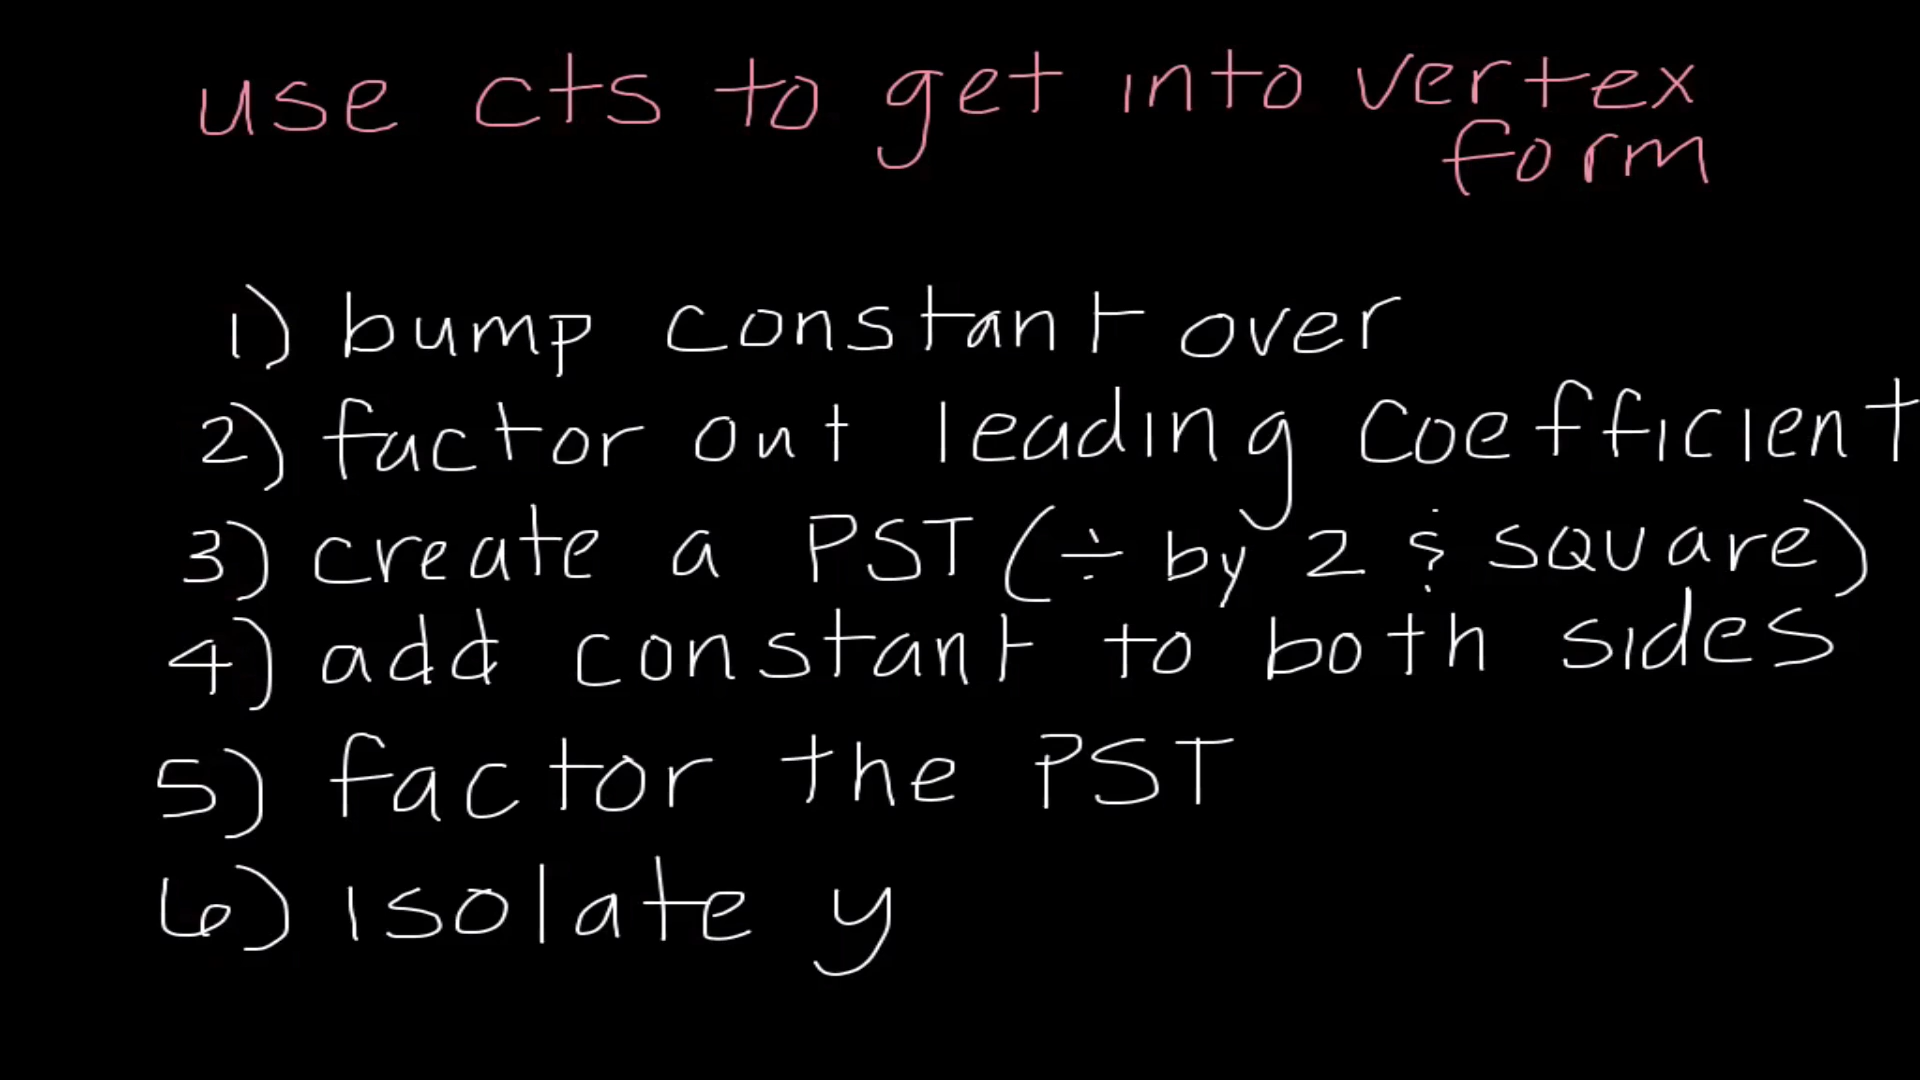 use cts to get into vertex
form
1) bump constant over
2) factor out leading coefficient
3) create a PST (÷ by 2 & square)
4) add constant to both sides
5) factor the PST
6) isolate y